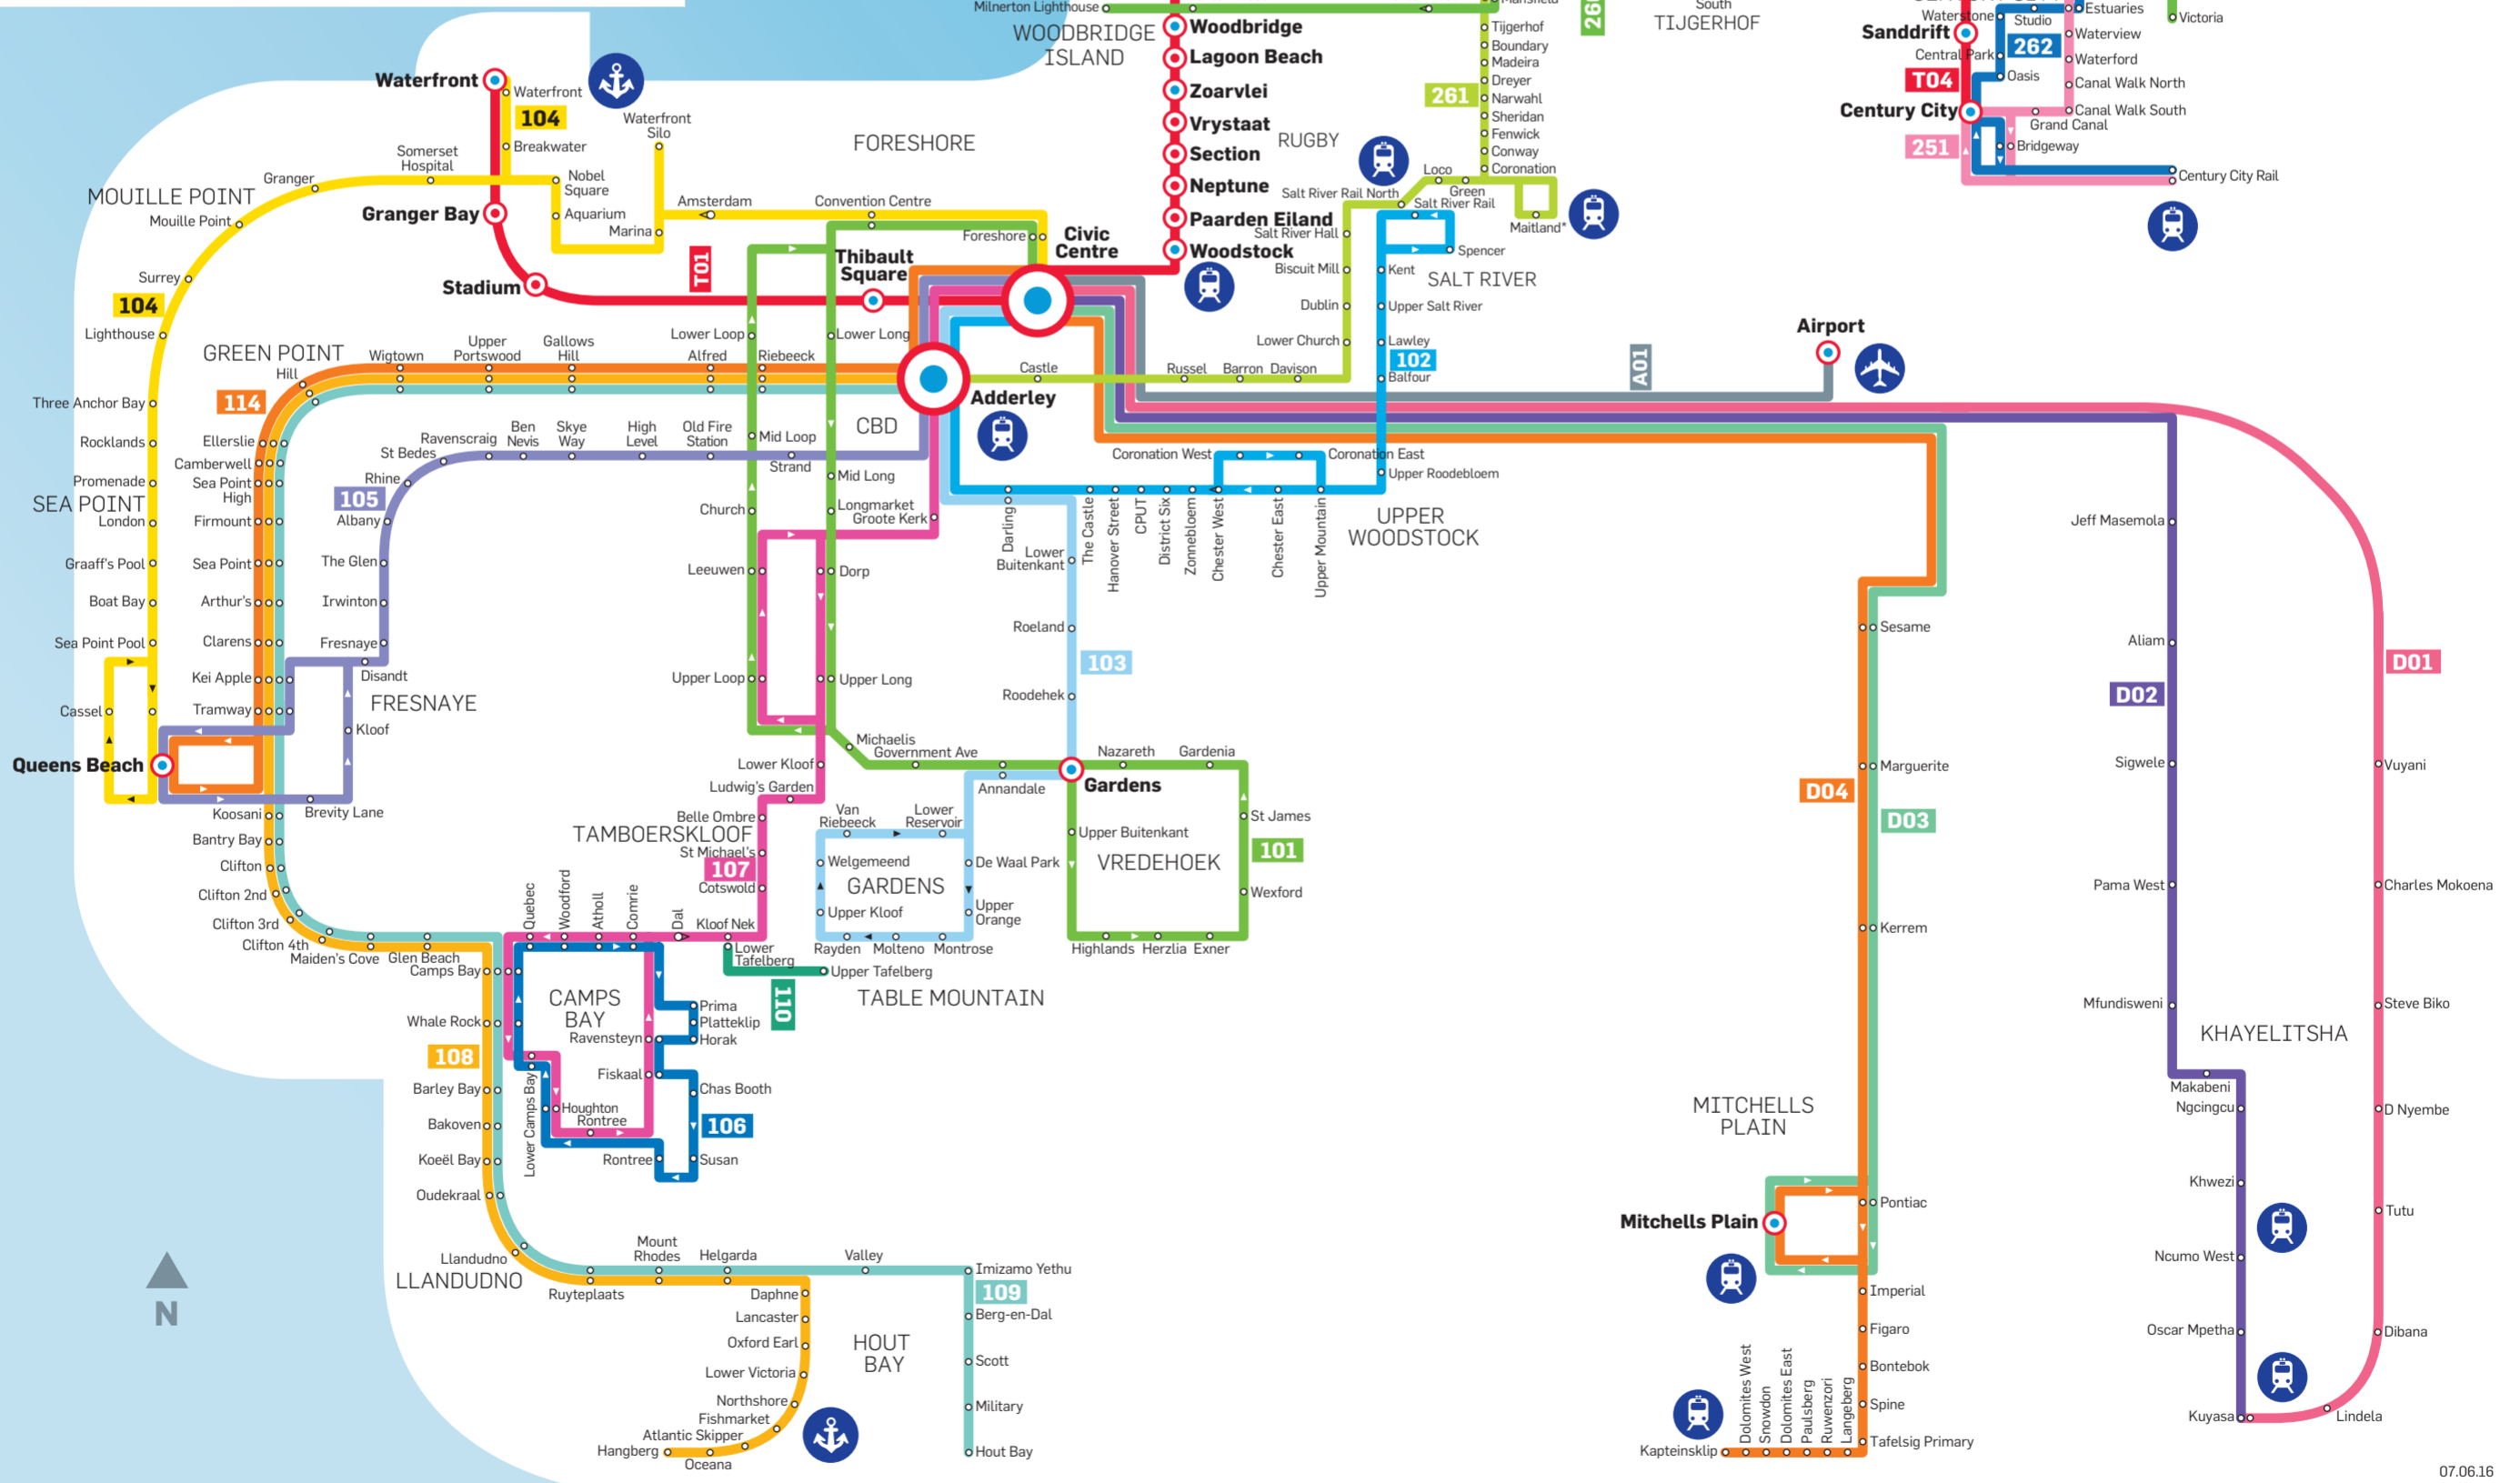 Milnerton Lighthouse
Mansfield
South
TIJGERHOF
Waterstone
Studio
Estuaries
Victoria
WOODBRIDGE
ISLAND
Woodbridge
Lagoon Beach
Zoarvlei
Vrystaat
Section
Neptune
Paarden Eiland
Woodstock
RUGBY
Tijgerhof
Boundary
Madeira
Dreyer
261
Narwahl
Sheridan
Fenwick
Conway
Coronation
Loco
Green
Salt River Rail North
Salt River Rail
Maitland*
Salt River Hall
Biscuit Mill
Dublin
Lower Church
Spencer
Kent
SALT RIVER
Upper Salt River
Lawley
102
Balfour
Sanddrift
Central Park
262
Waterview
Waterford
T04
Oasis
Canal Walk North
Century City
Canal Walk South
Grand Canal
251
Bridgeway
Century City Rail
Waterfront
Waterfront
104
Breakwater
Waterfront
Silo
FORESHORE
Somerset
Hospital
Granger
MOUILLE POINT
Mouille Point
Nobel
Square
Aquarium
Marina
Amsterdam
Convention Centre
Foreshore
Civic
Centre
Granger Bay
Stadium
T01
Thibault
Square
Surrey
104
Lighthouse
Lower Loop
Lower Long
GREEN POINT
Wigtown
Upper
Portswood
Gallows
Hill
Alfred
Riebeeck
Hill
Castle
Russel
Barron
Davison
Adderley
Airport
A01
Three Anchor Bay
114
Rocklands
Ellerslie
Camberwell
Promenade
Sea Point
High
SEA POINT
London
Firmount
Graaff's Pool
Sea Point
Boat Bay
Arthur's
Sea Point Pool
Clarens
Kei Apple
Cassel
Tramway
Queens Beach
St Bedes
Ravenscraig
Ben
Nevis
Skye
Way
High
Level
Old Fire
Station
Mid Loop
Strand
CBD
Rhine
105
Albany
The Glen
Irwinton
Fresnaye
Disandt
FRESNAYE
Kloof
Brevity Lane
Mid Long
Church
Longmarket
Groote Kerk
Leeuwen
Dorp
Upper Loop
Upper Long
Coronation West
Coronation East
Upper Roodebloem
Darling
The Castle
Hanover Street
CPUT
District Six
Zonnebloem
Chester West
Chester East
Upper Mountain
UPPER
WOODSTOCK
Lower
Buitenkant
Roeland
103
Roodehek
Michaelis
Government Ave
Nazareth
Gardenia
Lower Kloof
Ludwig's Garden
Annandale
Gardens
Belle Ombre
TAMBOERSKLOOF
St Michael's
107
Cotswold
Van
Riebeeck
Lower
Reservoir
Upper Buitenkant
St James
Welgemeend
De Waal Park
VREDEHOEK
101
GARDENS
Upper Kloof
Upper
Orange
Wexford
Rayden
Molteno
Montrose
Highlands
Herzlia
Exner
Koosani
Bantry Bay
Clifton
Clifton 2nd
Clifton 3rd
Clifton 4th
Maiden's Cove
Glen Beach
Camps Bay
Quebec
Woodford
Atholl
Comrie
Dal
Kloof Nek
Lower
Tafelberg
Upper Tafelberg
110
TABLE MOUNTAIN
CAMPS
BAY
Prima
Platteklip
Horak
Ravensteyn
Whale Rock
108
Fiskaal
Chas Booth
Barley Bay
Lower Camps Bay
Houghton
Rontree
106
Bakoven
Koeël Bay
Rontree
Susan
Oudekraal
Llandudno
LLANDUDNO
Ruyteplaats
Mount
Rhodes
Helgarda
Valley
Imizamo Yethu
109
Daphne
Lancaster
Oxford Earl
Lower Victoria
Northshore
Fishmarket
Atlantic Skipper
Hangberg
Oceana
HOUT
BAY
Berg-en-Dal
Scott
Military
Hout Bay
N
Sesame
Marguerite
D04
D03
Kerrem
MITCHELLS
PLAIN
Pontiac
Mitchells Plain
Imperial
Figaro
Bontebok
Spine
Tafelsig Primary
Kapteinsklip
Dolomites West
Snowdon
Dolomites East
Paulsberg
Ruwenzori
Langeberg
Jeff Masemola
Aliam
D02
D01
Sigwele
Vuyani
Pama West
Charles Mokoena
Mfundisweni
Steve Biko
KHAYELITSHA
Makabeni
Ngcingcu
D Nyembe
Khwezi
Tutu
Ncumo West
Oscar Mpetha
Dibana
Kuyasa
Lindela
07.06.16